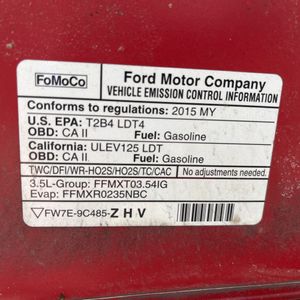 FoMoCo
Ford Motor Company
VEHICLE EMISSION CONTROL INFORMATION
Conforms to regulations: 2015 MY
U.S. EPA: T2B4 LDT4
OBD: CA II Fuel: Gasoline
California: ULEV125 LDT
OBD: CA II Fuel: Gasoline
TWC/DFI/WR-HO2S/HO2S/TC/CAC No adjustments needed.
3.5L-Group: FFMXT03.54IG
Evap: FFMXR0235NBC
FW7E-9C485-ZHV